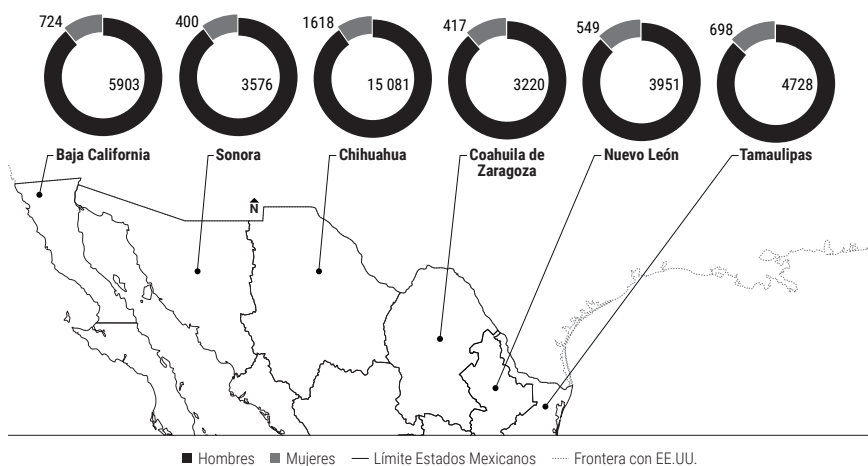 724
400
1618
417
549
698
5903
3576
15 081
3220
3951
4728
Baja California
Sonora
Chihuahua
Coahuila de
Zaragoza
Nuevo León
Tamaulipas
N
Hombres Mujeres Límite Estados Mexicanos Frontera con EE.UU.